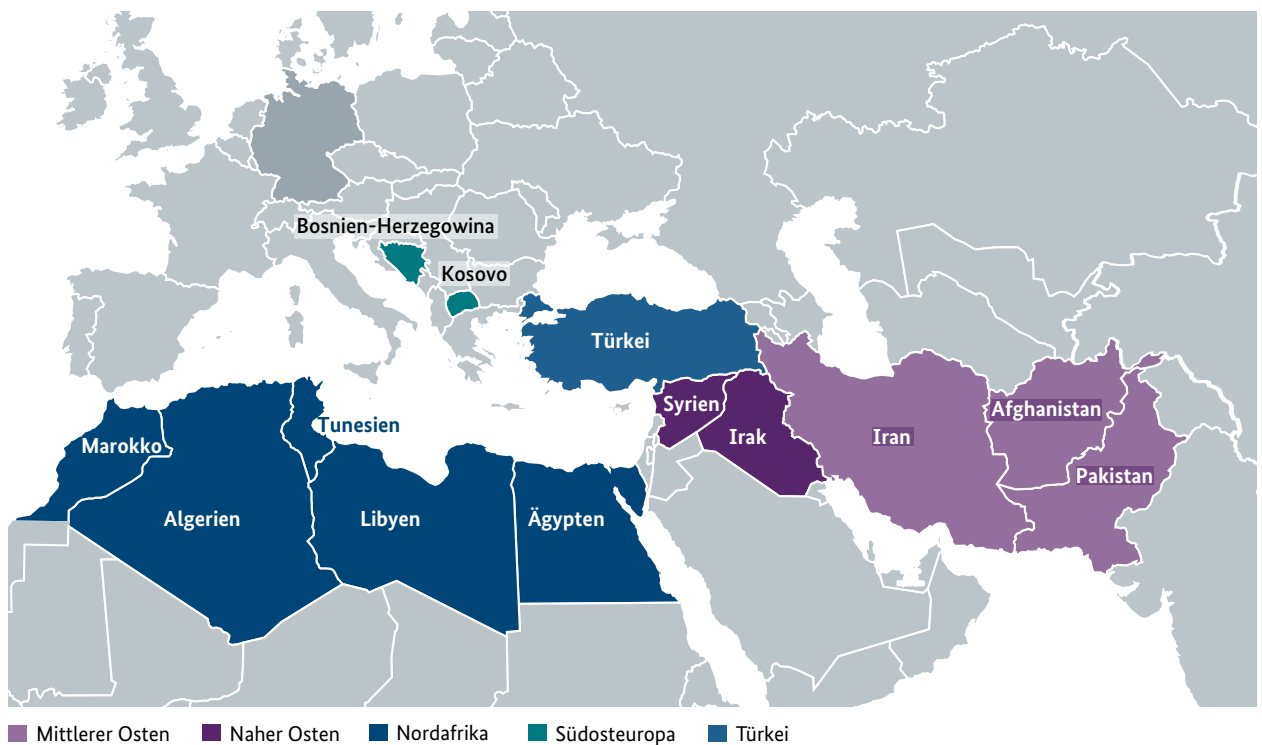 Bosnien-Herzegowina
Kosovo
Türkei
Syrien
Irak
Iran
Afghanistan
Pakistan
Marokko
Tunesien
Algerien
Libyen
Ägypten
Mittlerer Osten
Naher Osten
Nordafrika
Südosteuropa
Türkei